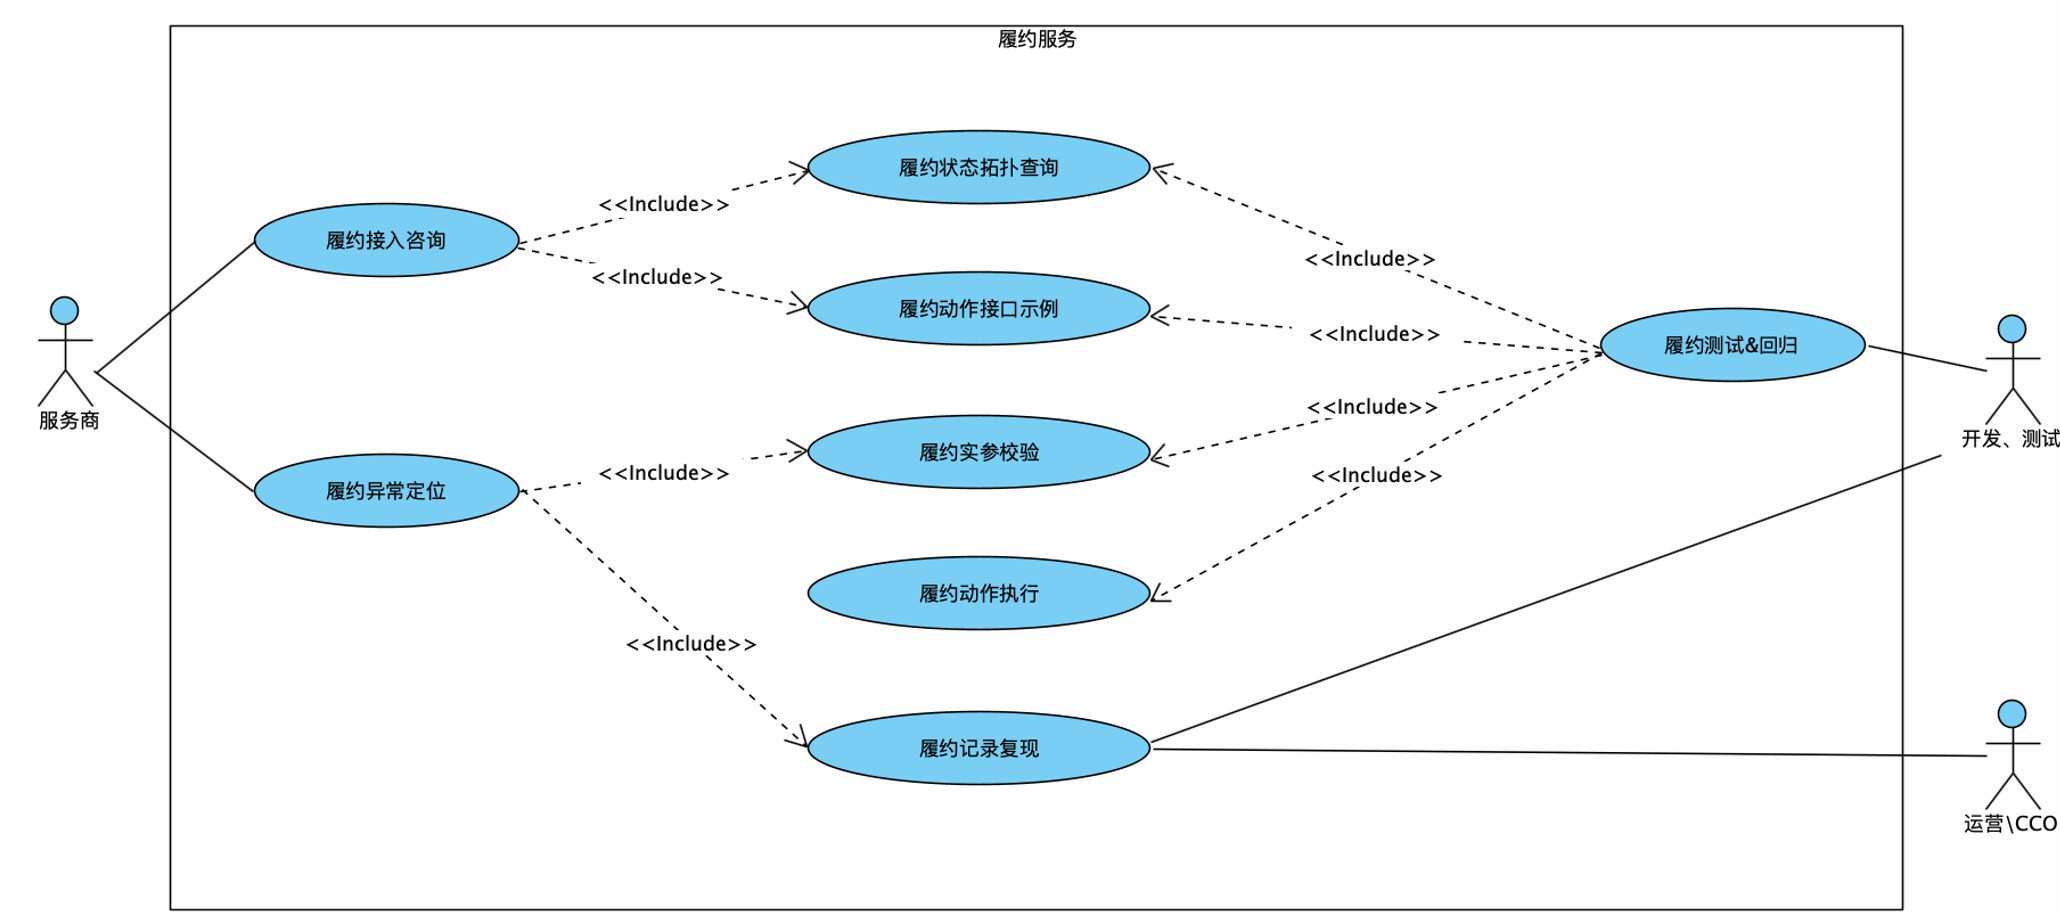 履约服务
履约状态拓扑查询
<<Include>>
履约接入咨询
<<Include>>
<<Include>>
履约动作接口示例
<<Include>>
履约测试&回归
服务商
<<Include>>
开发、测试
履约实参校验
<<Include>>
<<Include>>
履约异常定位
履约动作执行
<<Include>>
履约记录复现
运营\CCO